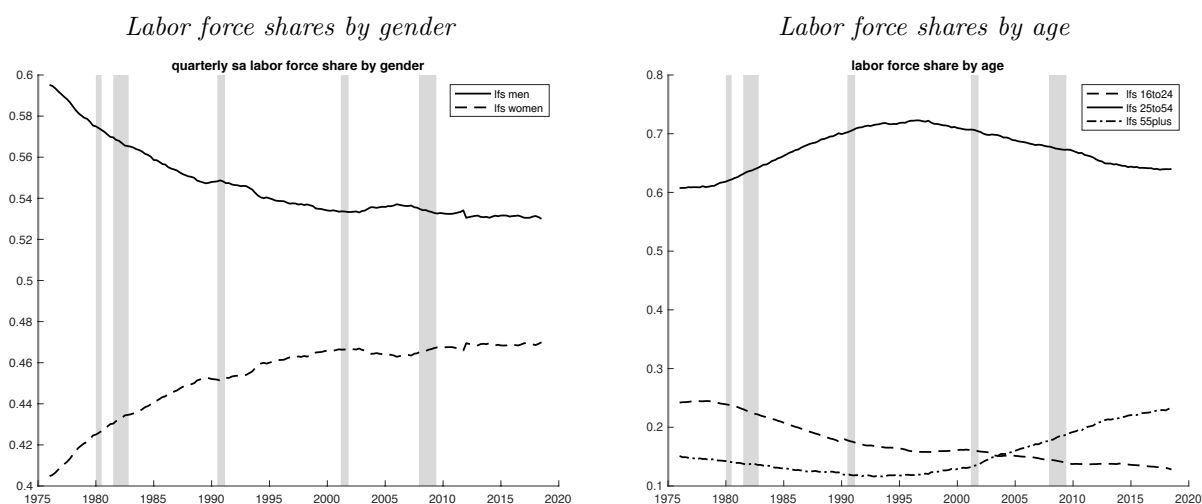 Labor force shares by gender
quarterly sa labor force share by gender
0.6
0.58
0.56
0.54
0.52
0.5
0.48
0.46
0.44
0.42
0.4
1975 1980 1985 1990 1995 2000 2005 2010 2015 2020
lfs men
lfs women
Labor force shares by age
labor force share by age
0.8
0.7
0.6
0.5
0.4
0.3
0.2
0.1
1975 1980 1985 1990 1995 2000 2005 2010 2015 2020
lfs 16to24
lfs 25to54
lfs 55plus